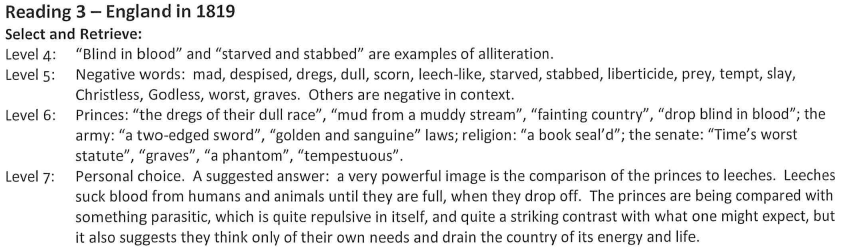 Reading 3 – England in 1819
Select and Retrieve:
Level 4: "Blind in blood" and "starved and stabbed" are examples of alliteration.
Level 5: Negative words: mad, despised, dregs, dull, scorn, leech-like, starved, stabbed, liberticide, prey, tempt, slay,
Christless, Godless, worst, graves. Others are negative in context.
Level 6: Princes: "the dregs of their dull race", "mud from a muddy stream", "fainting country", "drop blind in blood"; the
army: "a two-edged sword", "golden and sanguine" laws; religion: "a book seal'd"; the senate: "Time's worst
statute", "graves", "a phantom", "tempestuous".
Level 7: Personal choice. A suggested answer: a very powerful image is the comparison of the princes to leeches. Leeches
suck blood from humans and animals until they are full, when they drop off. The princes are being compared with
something parasitic, which is quite repulsive in itself, and quite a striking contrast with what one might expect, but
it also suggests they think only of their own needs and drain the country of its energy and life.